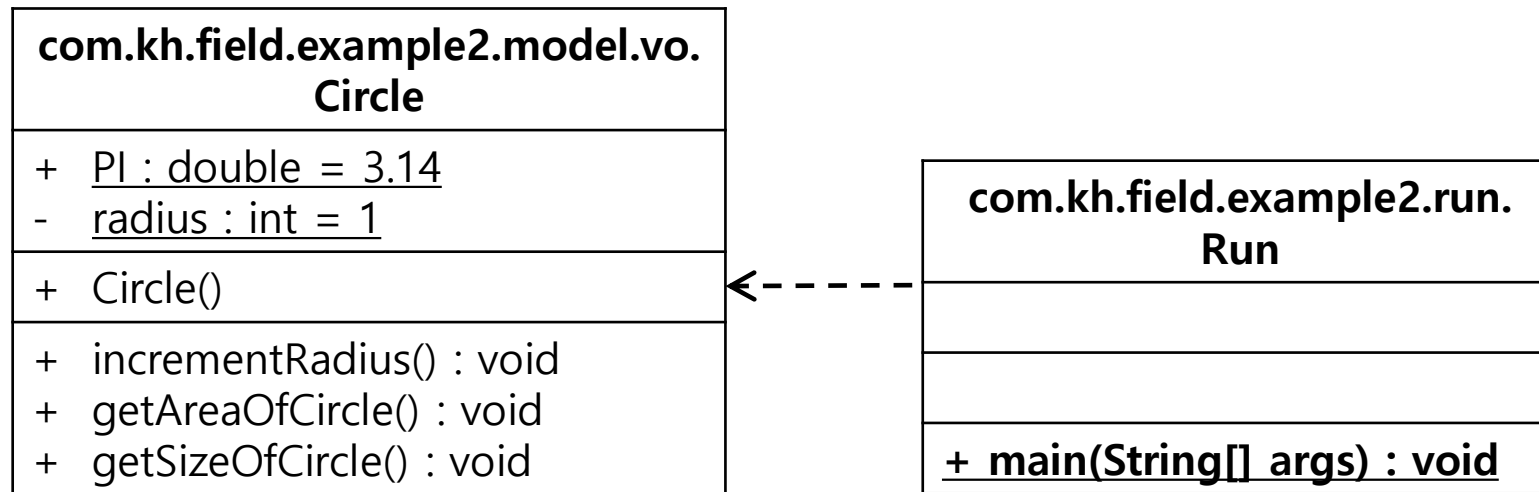 com.kh.field.example2.model.vo.
Circle
+ PI : double = 3.14
- radius : int = 1
+ Circle()
+ incrementRadius() : void
+ getAreaOfCircle() : void
+ getSizeOfCircle() : void
com.kh.field.example2.run.
Run
+ main(String[] args) : void